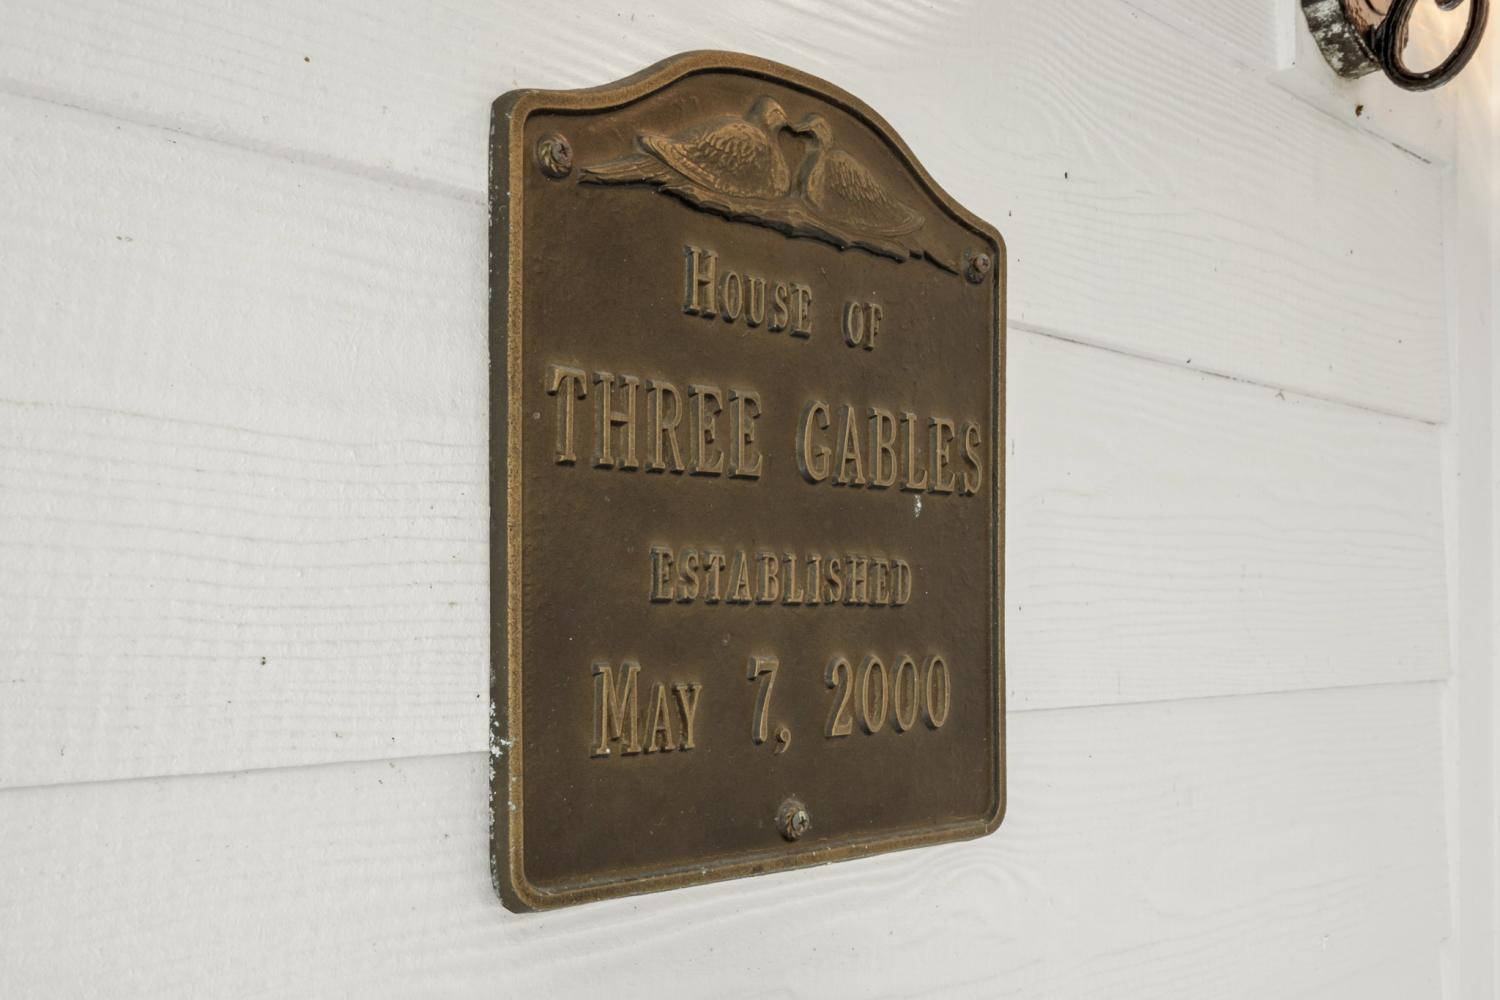 House of
THREE GABLES
ESTABLISHED
May 7, 2000